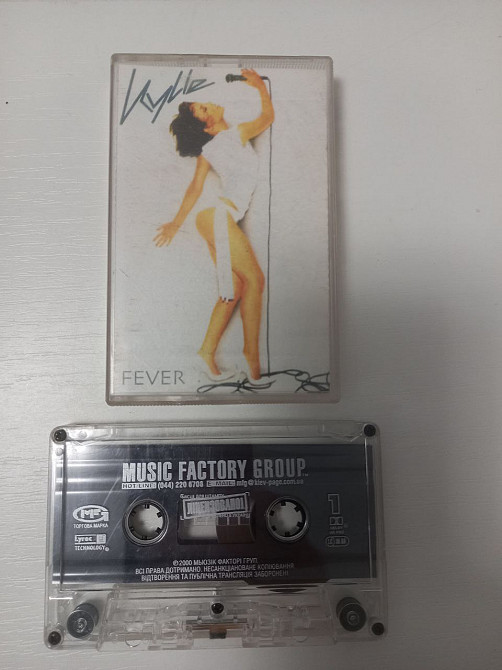 Kylie
FEVER
MUSIC FACTORY GROUP
HOT LINE: (044) 220 6708 E-MAIL: mfg@kiev-page.com.ua
MFG
ТОРГОВА МАРКА
Lyrec
TECHNOLOGY®
ЛІЦЕНЗОВАНО!
1
© 2000 МЬЮЗІК ФАКТОРІ ГРУП
ВСІ ПРАВА ДОТРИМАНО. НЕСАНКЦІОНОВАНЕ КОПІЮВАННЯ
ВІДТВОРЕННЯ ТА ПУБЛІЧНА ТРАНСЛЯЦІЯ ЗАБОРОНЕНІ